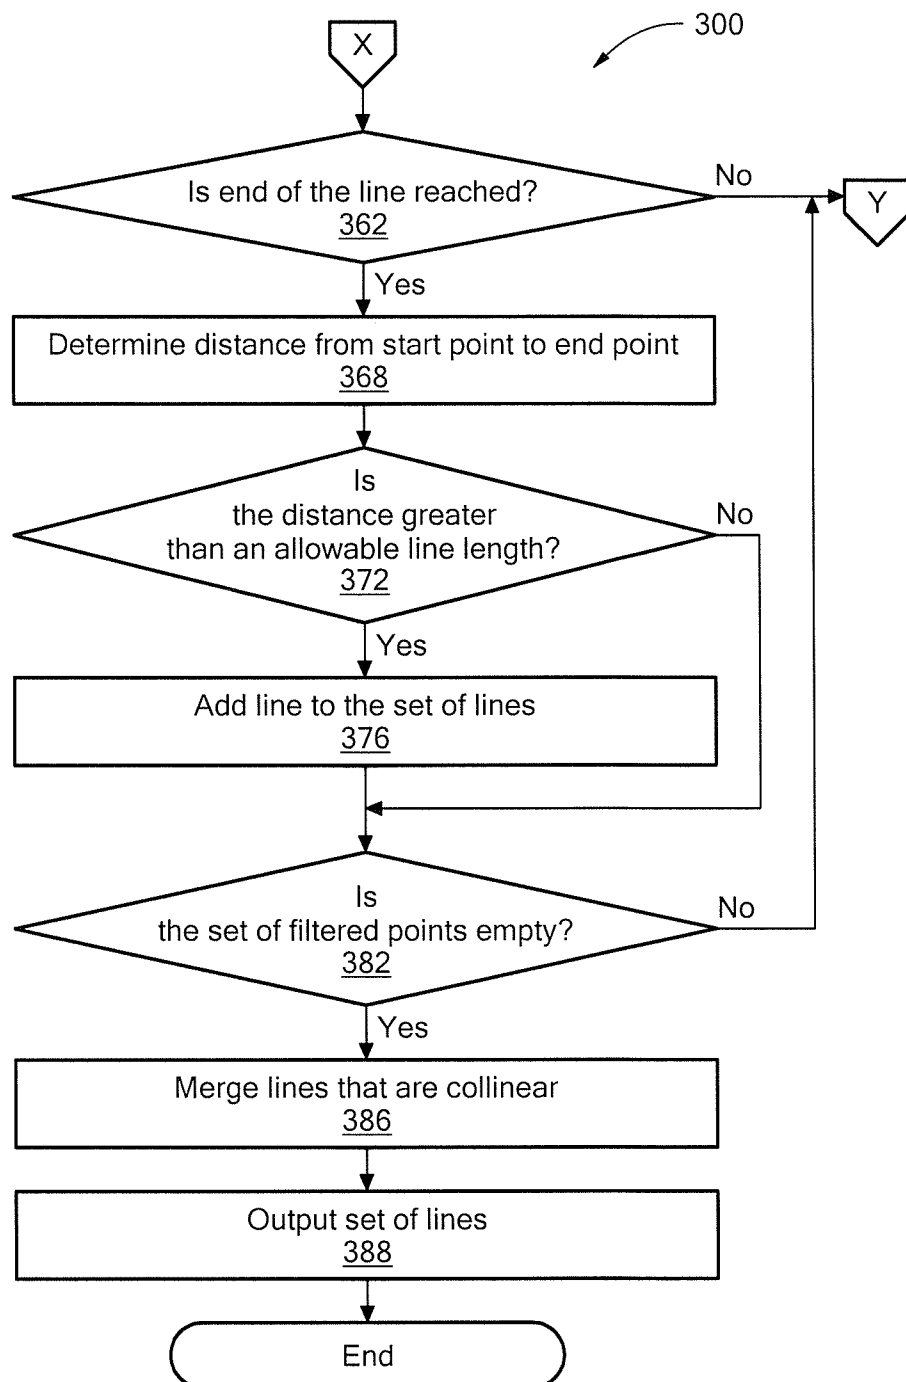 300
X
Is end of the line reached?
362
No
Y
Yes
Determine distance from start point to end point
368
Is
the distance greater
than an allowable line length?
372
No
Yes
Add line to the set of lines
376
Is
the set of filtered points empty?
382
No
Yes
Merge lines that are collinear
386
Output set of lines
388
End